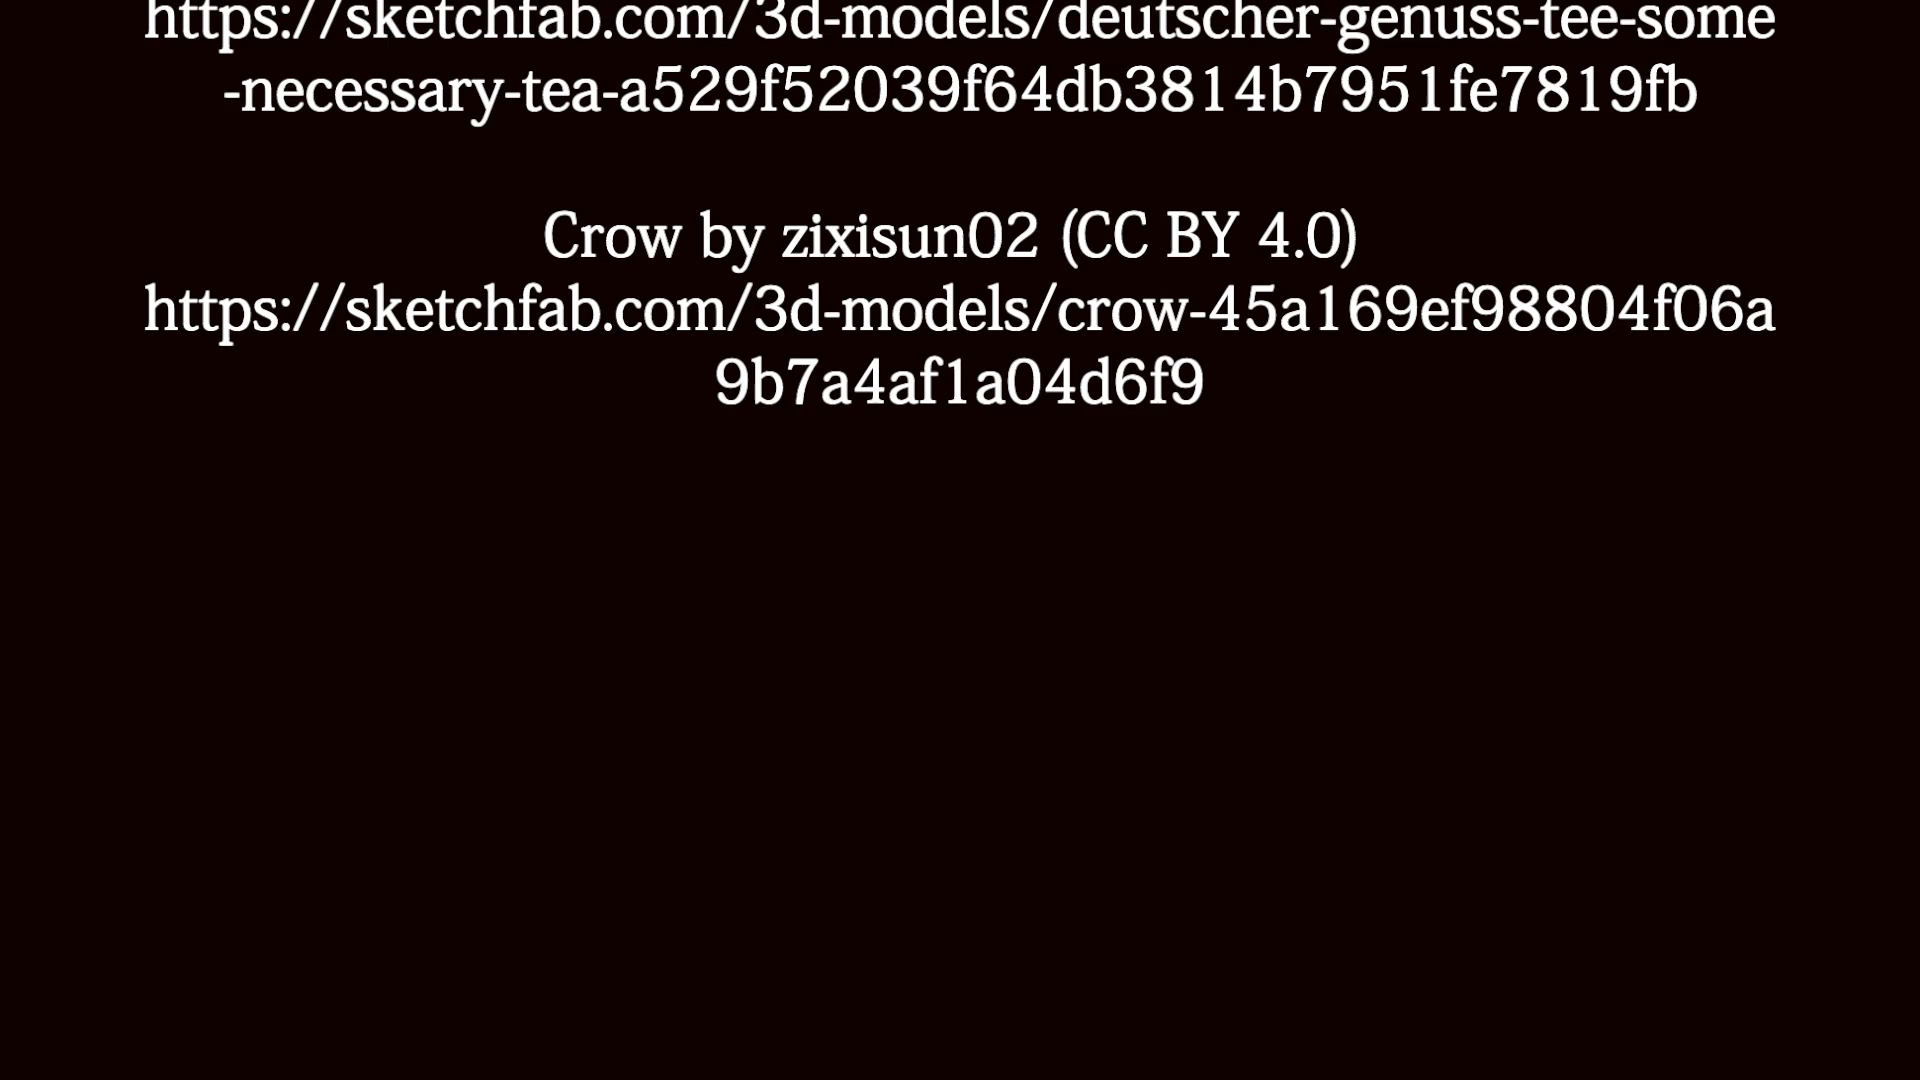 https://sketchfab.com/3d-models/deutscher-genuss-tee-some
-necessary-tea-a529f52039f64db3814b7951fe7819fb
Crow by zixisun02 (CC BY 4.0)
https://sketchfab.com/3d-models/crow-45a169ef98804f06a
9b7a4af1a04d6f9